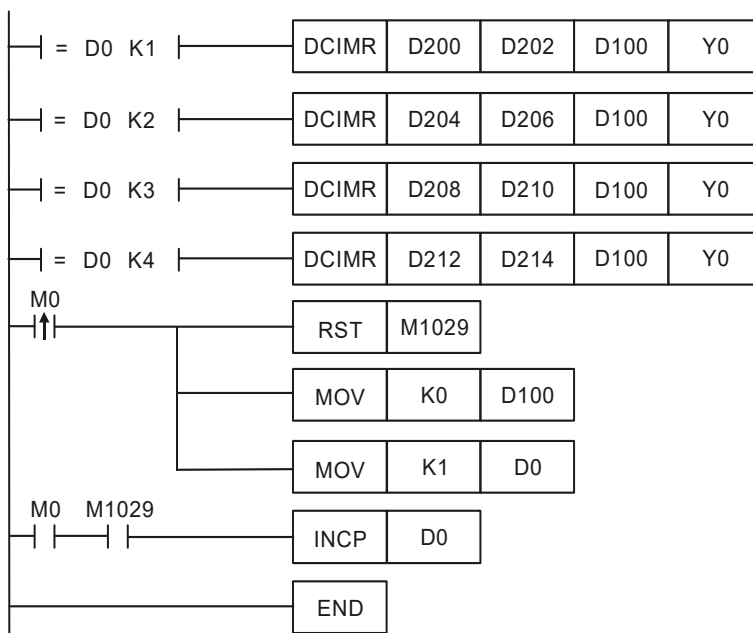 = D0 K1 DCIMR D200 D202 D100 Y0
= D0 K2 DCIMR D204 D206 D100 Y0
= D0 K3 DCIMR D208 D210 D100 Y0
= D0 K4 DCIMR D212 D214 D100 Y0
M0
RST M1029
MOV K0 D100
MOV K1 D0
M0 M1029
INCP D0
END